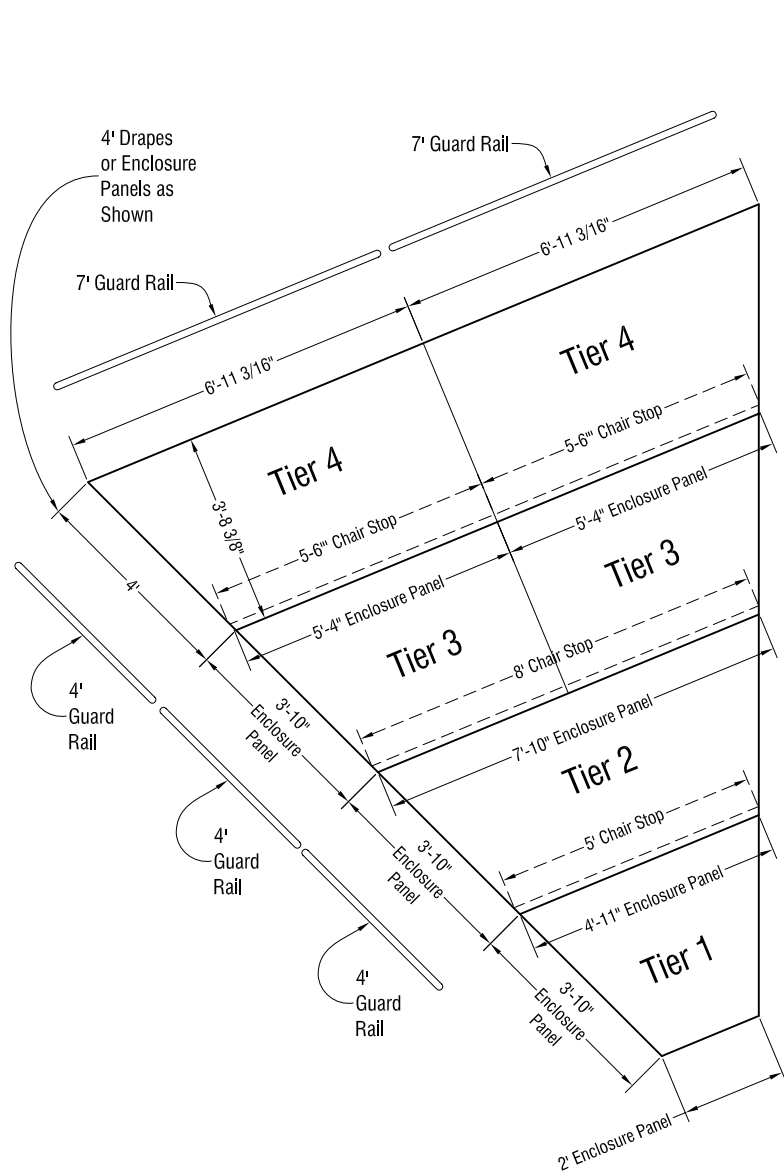 4' Drapes
or Enclosure
Panels as
Shown
7' Guard Rail
7' Guard Rail
6'-11 3/16"
6'-11 3/16"
Tier 4
Tier 4
5-6'" Chair Stop
5-6'" Chair Stop
3'-8 3/8"
5'-4" Enclosure Panel
5'-4" Enclosure Panel
4'
Tier 3
Tier 3
8' Chair Stop
4'
Guard
Rail
3'-10"
Enclosure
Panel
7'-10" Enclosure Panel
Tier 2
5' Chair Stop
4'
Guard
Rail
3'-10"
Enclosure
Panel
4'-11" Enclosure Panel
Tier 1
4'
Guard
Rail
3'-10"
Enclosure
Panel
2' Enclosure Panel